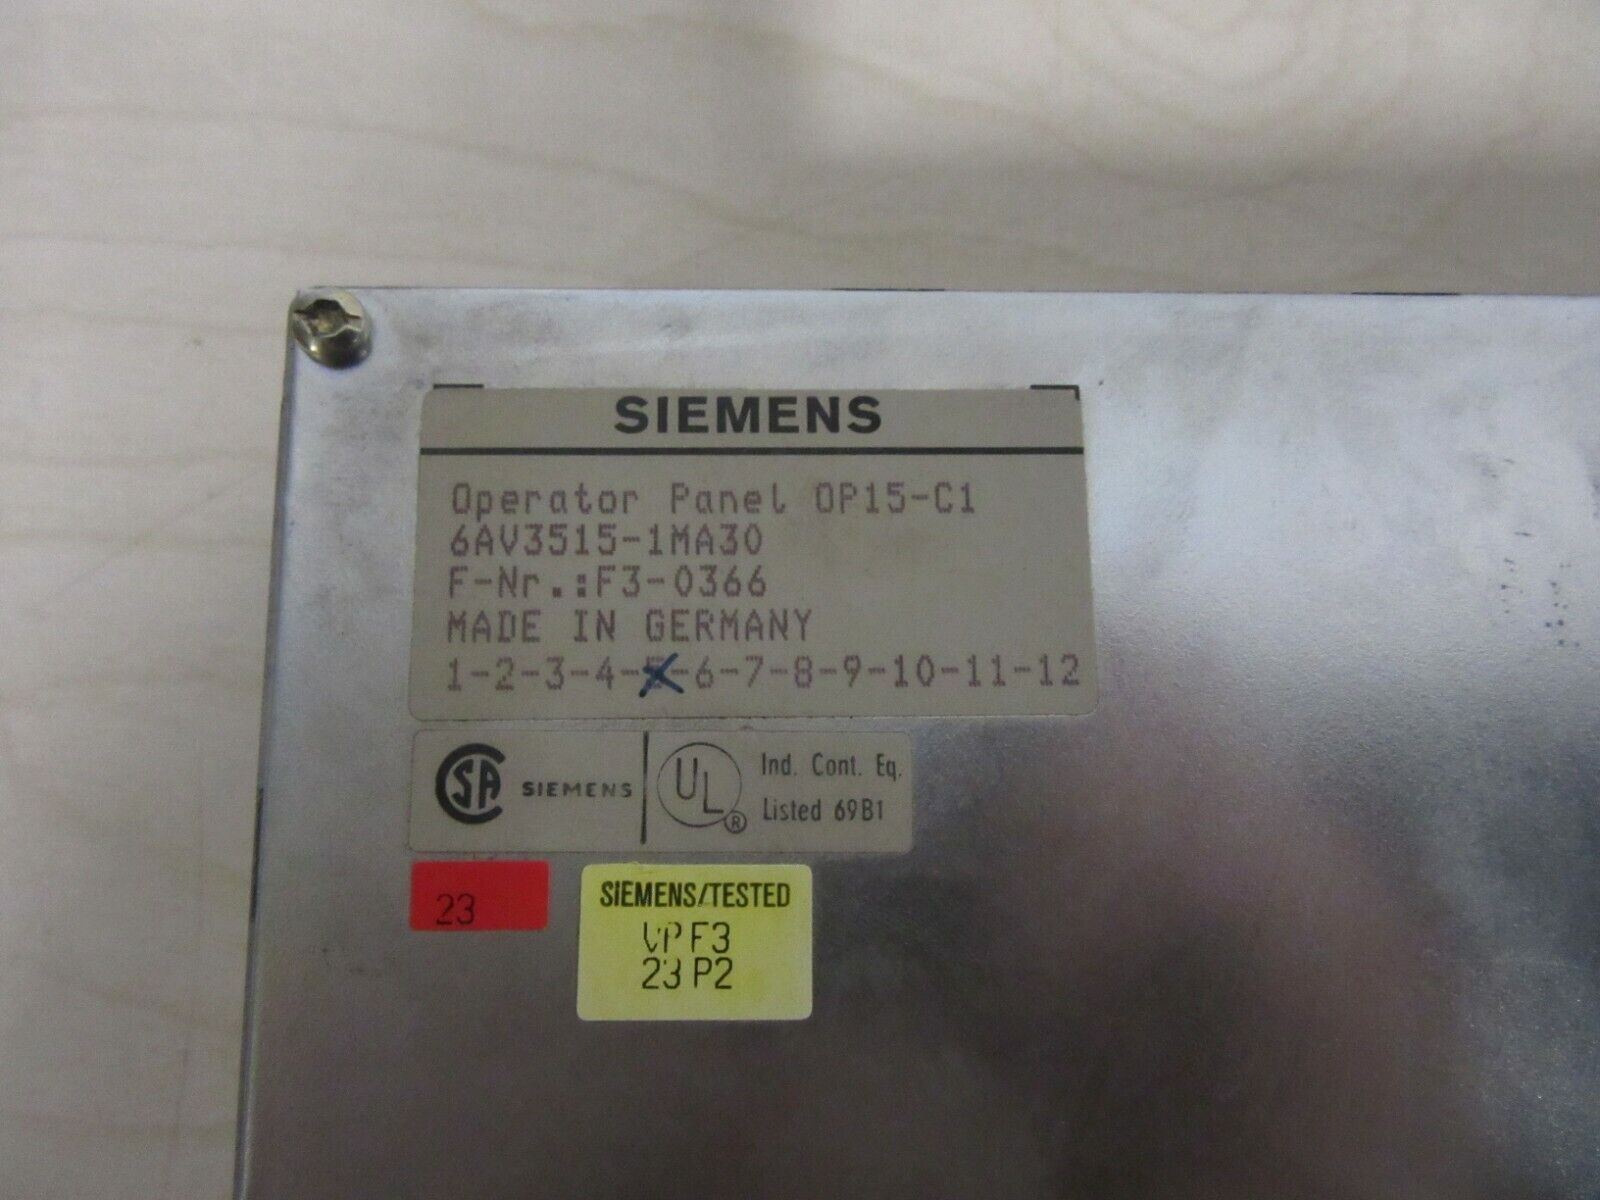 SIEMENS
Operator Panel OP15-C1
6AV3515-1MA30
F-Nr.:F3-0366
MADE IN GERMANY
1-2-3-4-5-6-7-8-9-10-11-12
SA SIEMENS
UL® Ind. Cont. Eq.
Listed 69B1
23
SIEMENS/TESTED
VP F3
23 P2